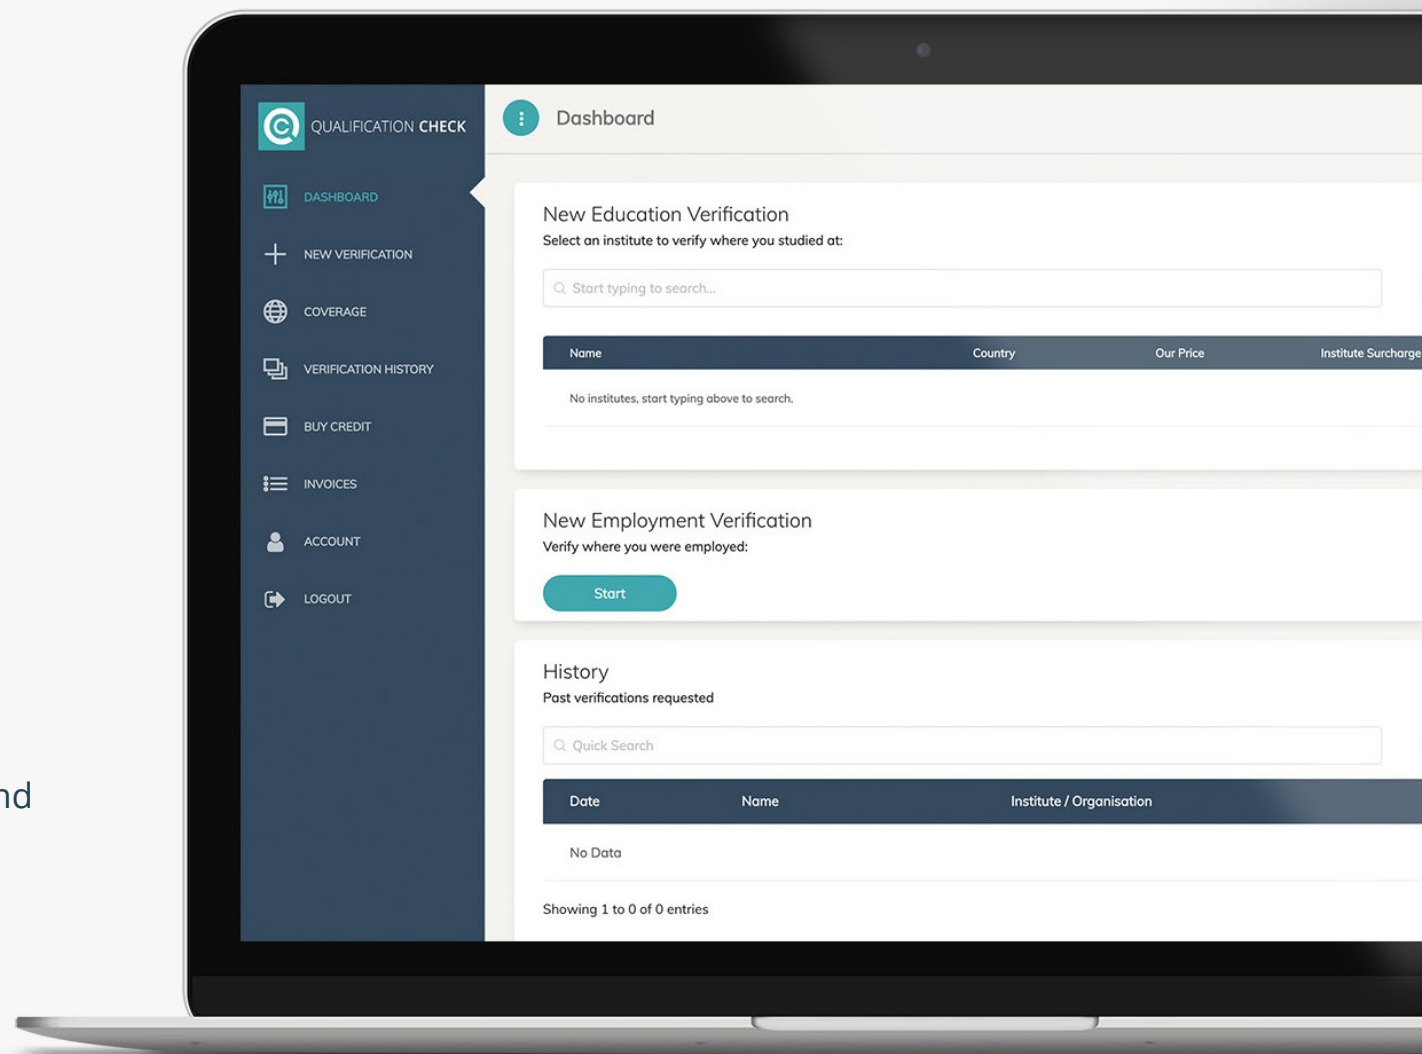 nd
QUALIFICATION CHECK
DASHBOARD
NEW VERIFICATION
COVERAGE
VERIFICATION HISTORY
BUY CREDIT
INVOICES
ACCOUNT
LOGOUT
Dashboard
New Education Verification
Select an institute to verify where you studied at:
Start typing to search...
Name Country Our Price Institute Surcharge
No institutes, start typing above to search.
New Employment Verification
Verify where you were employed:
Start
History
Past verifications requested
Quick Search
Date Name Institute / Organisation
No Data
Showing 1 to 0 of 0 entries